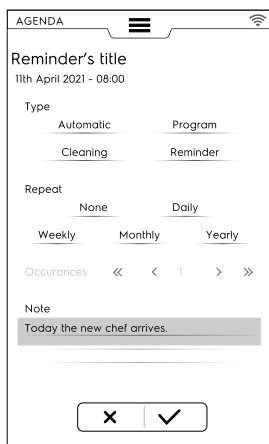 AGENDA
Reminder's title
11th April 2021 - 08:00
Type
Automatic Program
Cleaning Reminder
Repeat
None Daily
Weekly Monthly Yearly
Occurances « < 1 > »
Note
Today the new chef arrives.